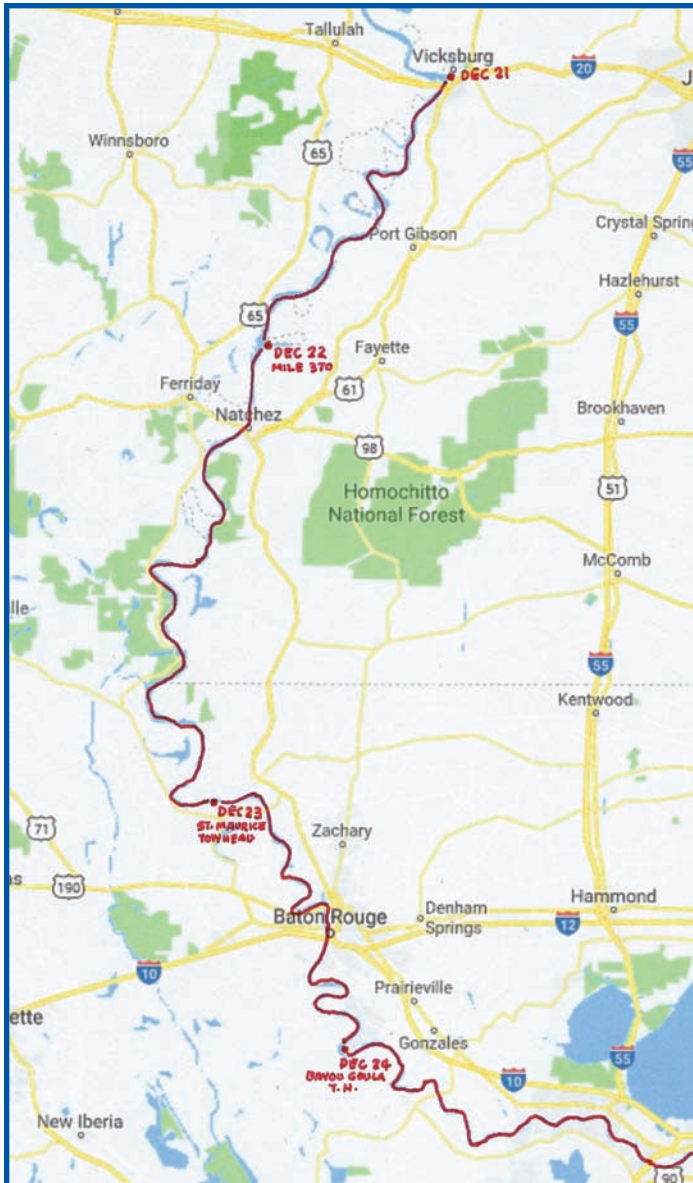 Tallulah
Vicksburg
DEC 21
20
J
Winnsboro
65
55
Port Gibson
Crystal Spring
Hazlehurst
65
55
DEC 22
MILE 370
Fayette
Ferriday
61
Natchez
Brookhaven
98
51
Homochitto
National Forest
McComb
lle
55
Kentwood
DEC 23
ST. MAURICE
TOWHEAD
71
Zachary
as
190
Hammond
Denham
Springs
Baton Rouge
12
10
Prairieville
ette
Gonzales
DEC 24
BAYOU GOULA
T.H.
55
10
New Iberia
90